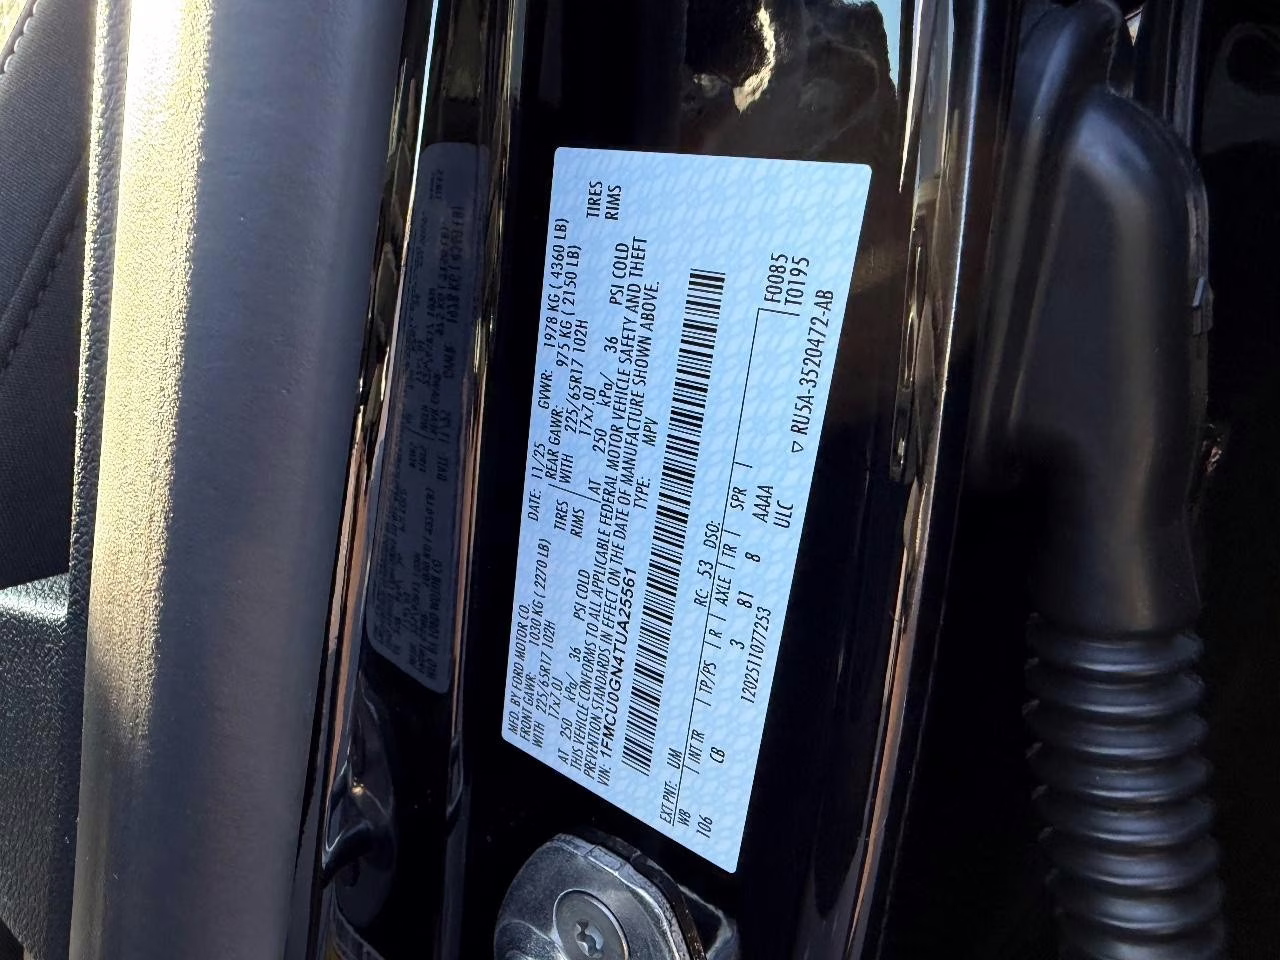 MFD. BY FORD MOTOR CO.
DATE: 11/25 GVWR: 1978 KG ( 4360 LB)
FRONT GAWR: 1030 KG ( 2270 LB)
REAR GAWR: 975 KG ( 2150 LB)
WITH 225/65R17 102H TIRES
WITH 225/65R17 102H TIRES
17x7.0J RIMS
17x7.0J RIMS
AT 250 kPa/ 36 PSI COLD
AT 250 kPa/ 36 PSI COLD
THIS VEHICLE CONFORMS TO ALL APPLICABLE FEDERAL MOTOR VEHICLE SAFETY AND THEFT
PREVENTION STANDARDS IN EFFECT ON THE DATE OF MANUFACTURE SHOWN ABOVE.
VIN: 1FMCU0GN4TUA25561 TYPE: MPV
EXT PNT: UM RC: 53 DSO: F0085
WB INT TR TP/PS R AXLE TR SPR T0195
106 CB 3 81 8 AAAA
ULC
1202511077253
▽ RU5A-3520472-AB